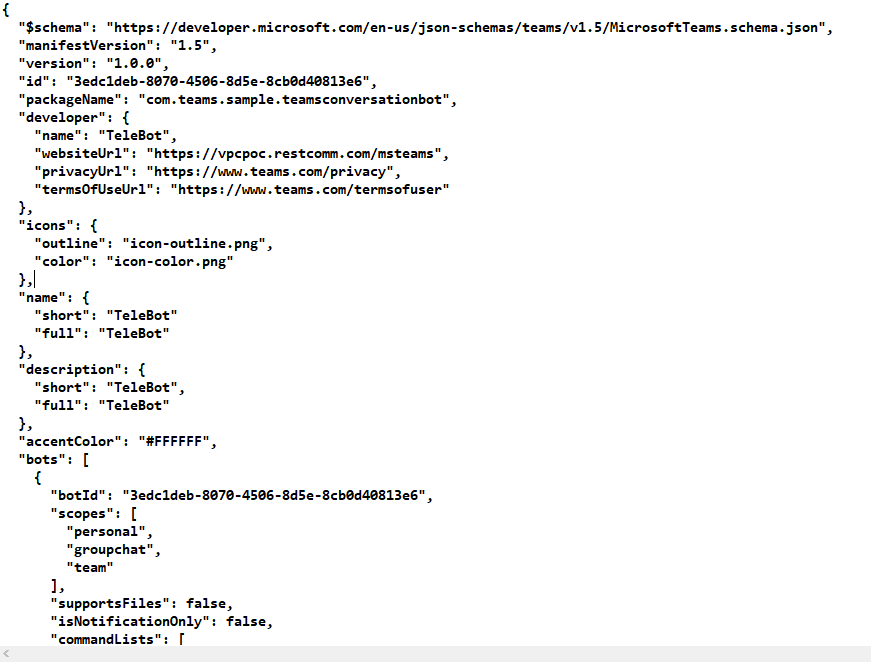 {
  "$schema": "https://developer.microsoft.com/en-us/json-schemas/teams/v1.5/MicrosoftTeams.schema.json",
  "manifestVersion": "1.5",
  "version": "1.0.0",
  "id": "3edc1deb-8070-4506-8d5e-8cb0d40813e6",
  "packageName": "com.teams.sample.teamsconversationbot",
  "developer": {
    "name": "TeleBot",
    "websiteUrl": "https://vpcpoc.restcomm.com/msteams",
    "privacyUrl": "https://www.teams.com/privacy",
    "termsOfUseUrl": "https://www.teams.com/termsofuser"
  },
  "icons": {
    "outline": "icon-outline.png",
    "color": "icon-color.png"
  },
  "name": {
    "short": "TeleBot"
    "full": "TeleBot"
  },
  "description": {
    "short": "TeleBot",
    "full": "TeleBot"
  },
  "accentColor": "#FFFFFF",
  "bots": [
    {
      "botId": "3edc1deb-8070-4506-8d5e-8cb0d40813e6",
      "scopes": [
        "personal",
        "groupchat",
        "team"
      ],
      "supportsFiles": false,
      "isNotificationOnly": false,
      "commandLists": [